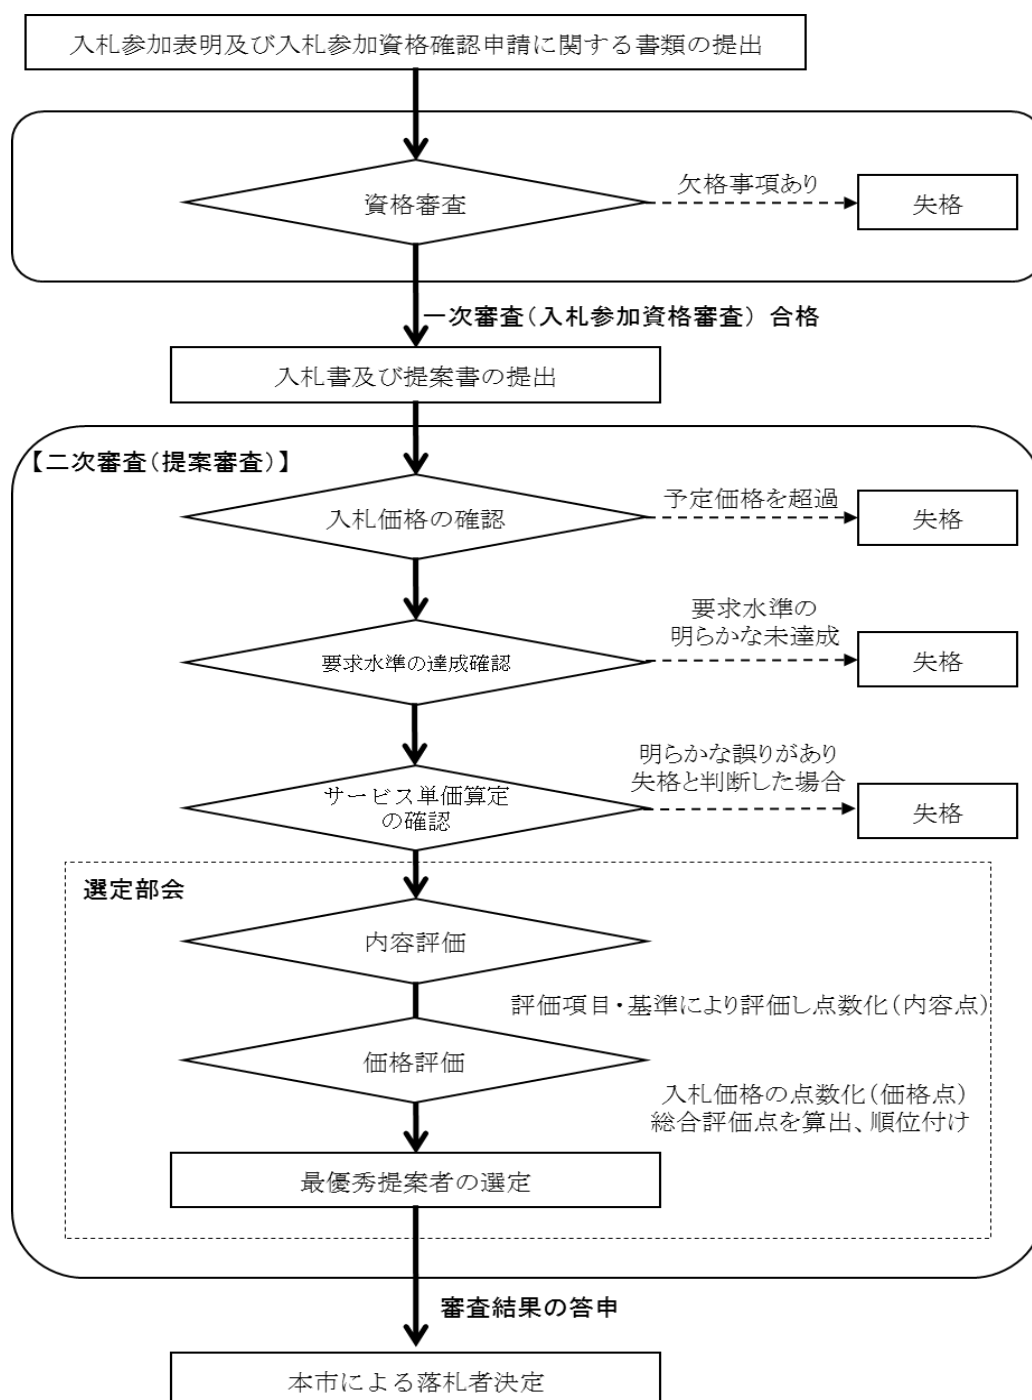 入札参加表明及び入札参加資格確認申請に関する書類の提出
資格審査
欠格事項あり
失格
一次審査(入札参加資格審査) 合格
入札書及び提案書の提出
【二次審査(提案審査)】
入札価格の確認
予定価格を超過
失格
要求水準の達成確認
要求水準の
明らかな未達成
失格
サービス単価算定
の確認
明らかな誤りがあり
失格と判断した場合
失格
選定部会
内容評価
評価項目・基準により評価し点数化(内容点)
価格評価
入札価格の点数化(価格点)
総合評価点を算出、順位付け
最優秀提案者の選定
審査結果の答申
本市による落札者決定